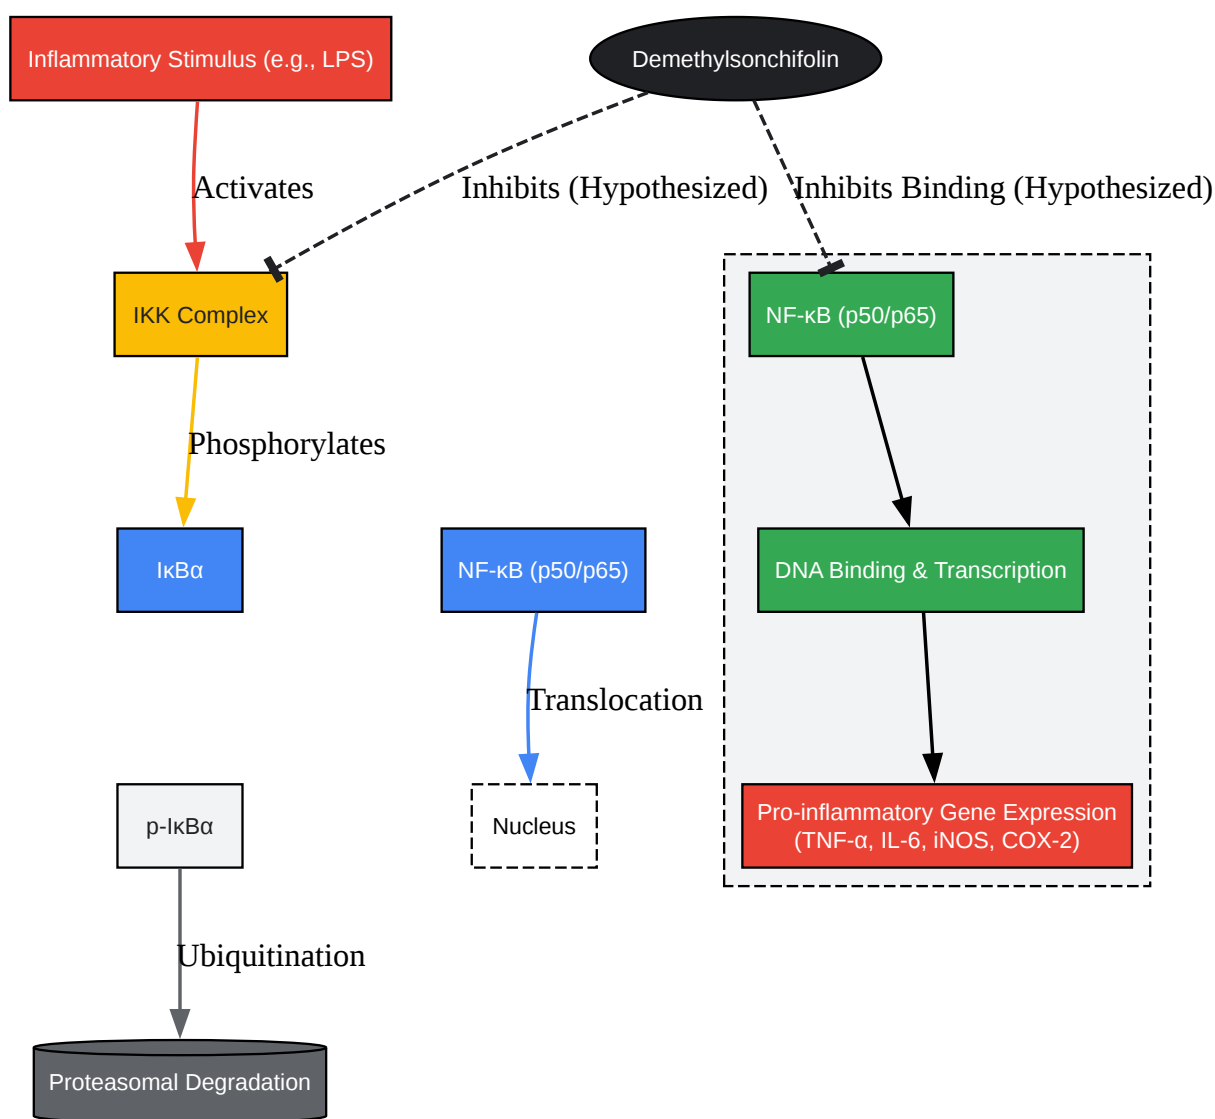 Inflammatory Stimulus (e.g., LPS)
Demethylsonchifolin
Activates
Inhibits (Hypothesized)
Inhibits Binding (Hypothesized)
IKK Complex
NF-κB (p50/p65)
Phosphorylates
IκBα
NF-κB (p50/p65)
DNA Binding & Transcription
Translocation
p-IκBα
Nucleus
Pro-inflammatory Gene Expression
(TNF-α, IL-6, iNOS, COX-2)
Ubiquitination
Proteasomal Degradation